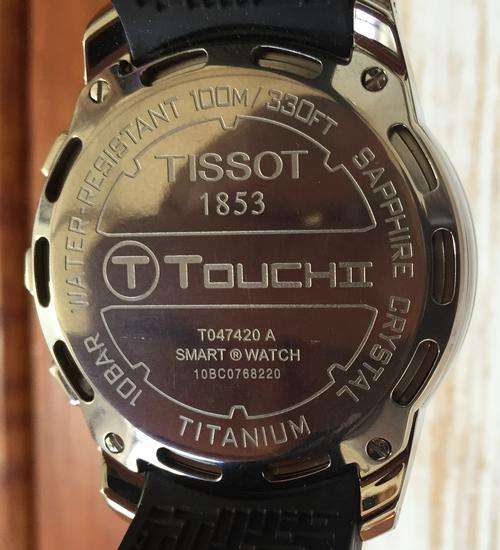 WATER-RESISTANT 100M/330FT
SAPPHIRE CRYSTAL
TISSOT
1853
T TOUCH II
T047420 A
SMART ® WATCH
10BC0768220
10BAR
TITANIUM